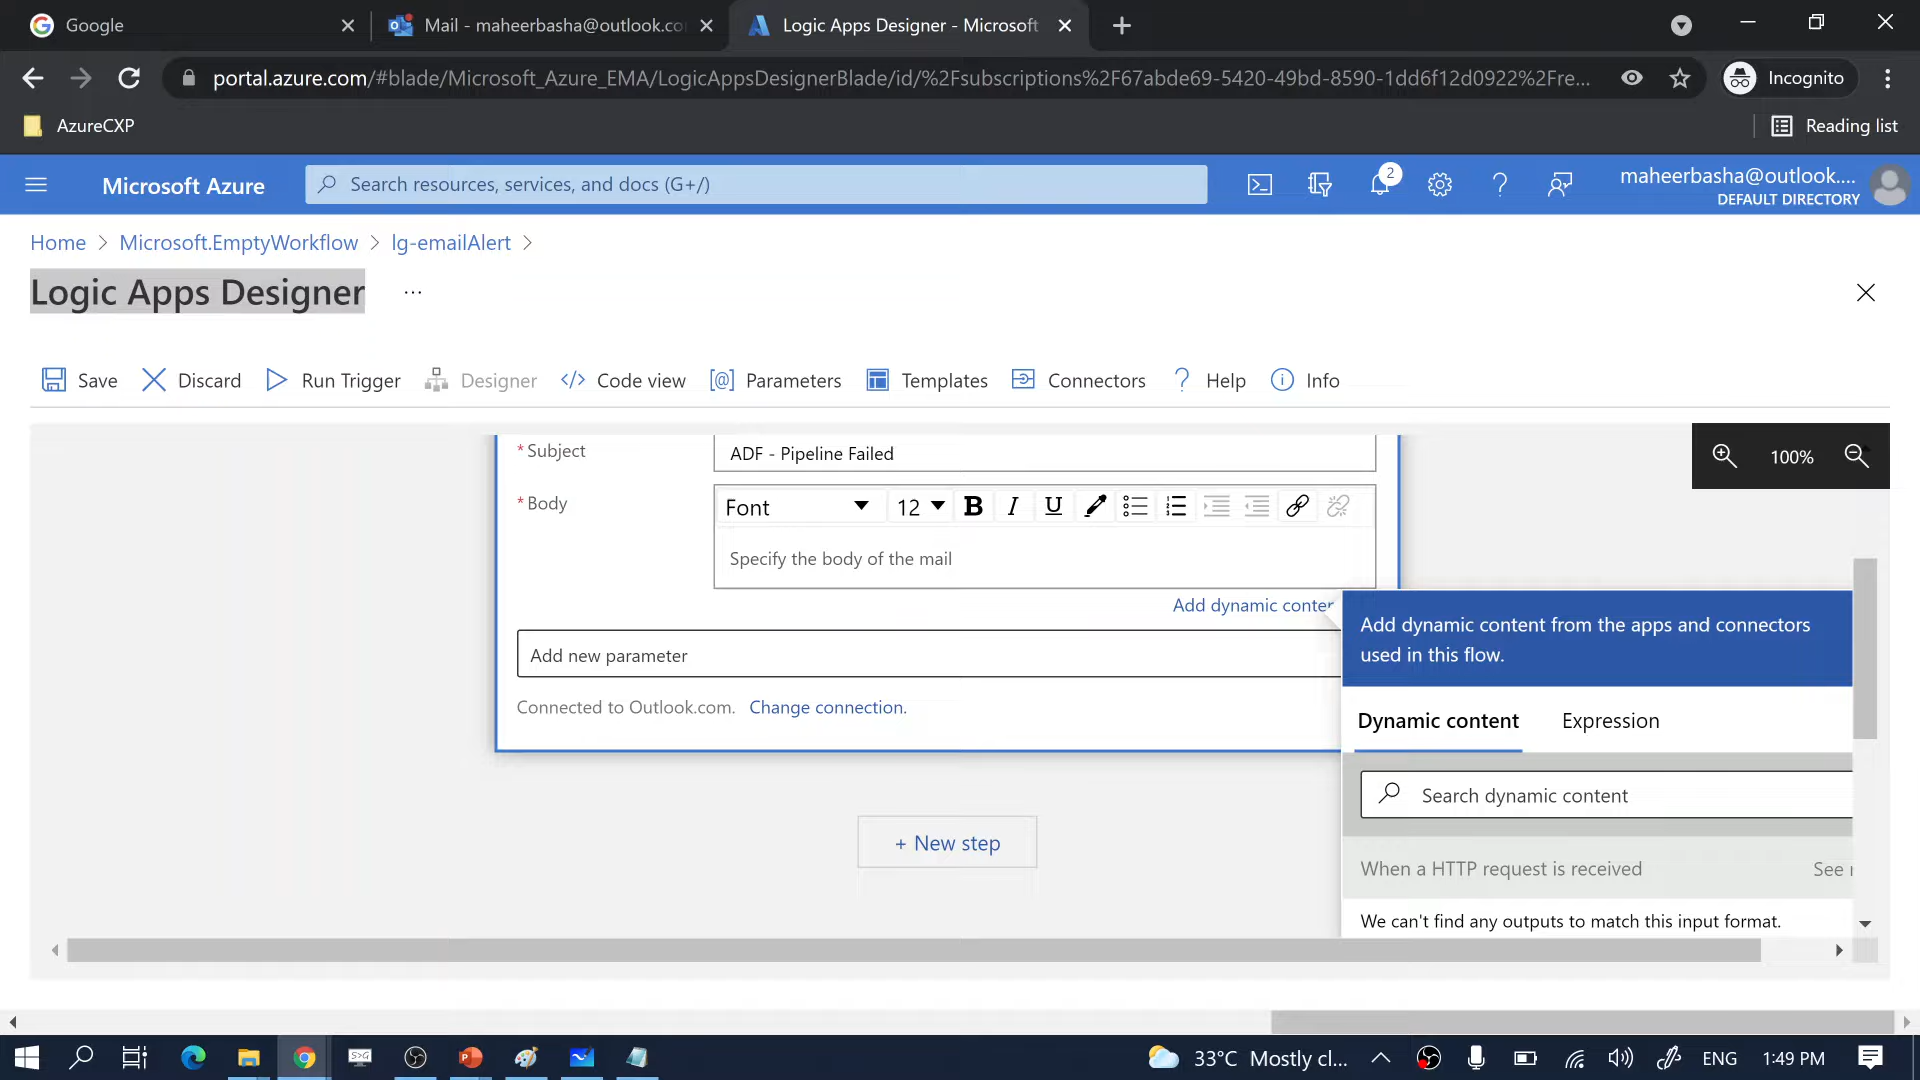 Google
Mail - maheerbasha@outlook.co
Logic Apps Designer - Microsoft
portal.azure.com/#blade/Microsoft_Azure_EMA/LogicAppsDesignerBlade/id/%2Fsubscriptions%2F67abde69-5420-49bd-8590-1dd6f12d0922%2Fre...
Incognito
AzureCXP
Reading list
Microsoft Azure
Search resources, services, and docs (G+/)
2
maheerbasha@outlook....
DEFAULT DIRECTORY
Home > Microsoft.EmptyWorkflow > lg-emailAlert >
Logic Apps Designer ...
Save
Discard
Run Trigger
Designer
Code view
Parameters
Templates
Connectors
Help
Info
* Subject
ADF - Pipeline Failed
100%
* Body
Font
12
B I U
Specify the body of the mail
Add dynamic conten
Add dynamic content from the apps and connectors
used in this flow.
Add new parameter
Connected to Outlook.com. Change connection.
Dynamic content
Expression
Search dynamic content
+ New step
When a HTTP request is received
See
We can't find any outputs to match this input format.
33°C Mostly cl...
ENG
1:49 PM